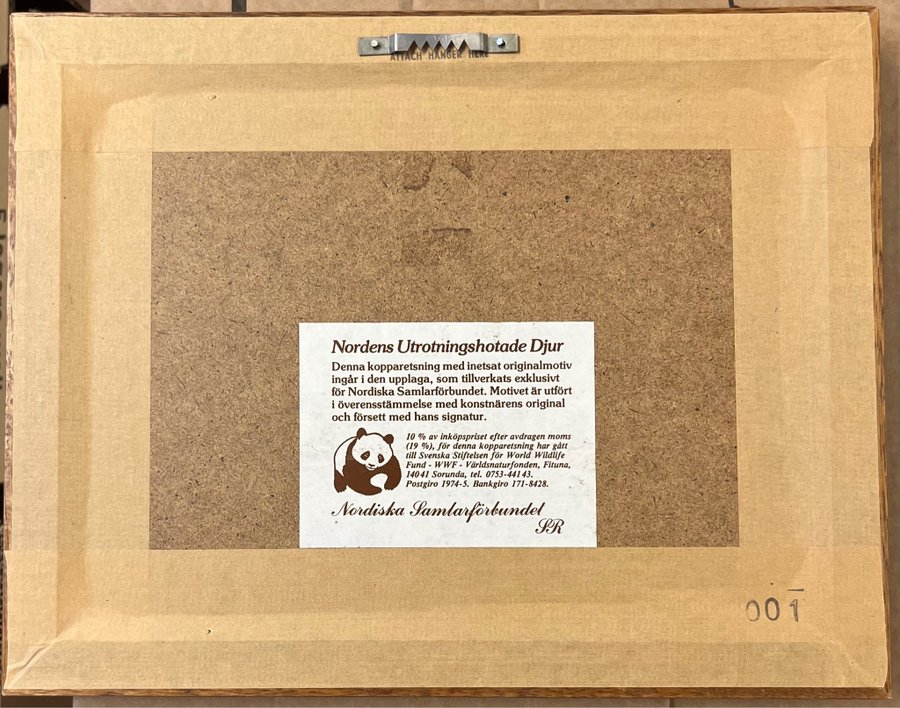 ATTACH HANGER HERE
Nordens Utrotningshotade Djur
Denna kopparetsning med inetsat originalmotiv
ingår i den upplaga, som tillverkats exklusivt
för Nordiska Samlarförbundet. Motivet är utfört
i överensstämmelse med konstnärens original
och försett med hans signatur.
10 % av inköpspriset efter avdragen moms
(19 %), för denna kopparetsning har gått
till Svenska Stiftelsen för World Wildlife
Fund - WWF - Världsnaturfonden, Fituna,
140 41 Sorunda, tel. 0753-441 43.
Postgiro 1974-5. Bankgiro 171-8428.
Nordiska Samlarförbundet
SR
001